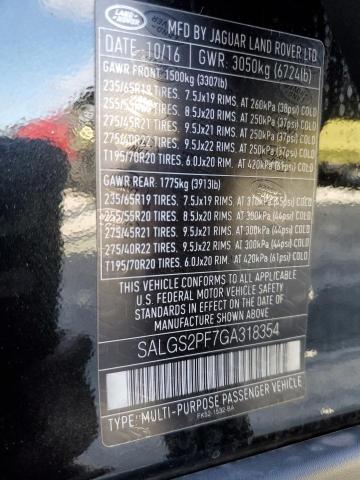 LAND ROVER
MFD BY JAGUAR LAND ROVER LTD
DATE: 10/16 GWR: 3050kg (6724lb)
GAWR FRONT: 1500kg (3307lb)
235/65R19 TIRES, 7.5Jx19 RIMS, AT 260kPa (38psi) COLD
255/55R20 TIRES, 8.5Jx20 RIMS, AT 250kPa (37psi) COLD
275/45R21 TIRES, 9.5Jx21 RIMS, AT 250kPa (37psi) COLD
275/40R22 TIRES, 9.5Jx22 RIMS, AT 250kPa (37psi) COLD
T195/70R20 TIRES, 6.0Jx20 RIM, AT 420kPa (61psi) COLD
GAWR REAR: 1775kg (3913lb)
235/65R19 TIRES, 7.5Jx19 RIMS, AT 310kPa (45psi) COLD
255/55R20 TIRES, 8.5Jx20 RIMS, AT 300kPa (44psi) COLD
275/45R21 TIRES, 9.5Jx21 RIMS, AT 300kPa (44psi) COLD
275/40R22 TIRES, 9.5Jx22 RIMS, AT 300kPa (44psi) COLD
T195/70R20 TIRES, 6.0Jx20 RIM, AT 420kPa (61psi) COLD
THIS VEHICLE CONFORMS TO ALL APPLICABLE
U.S. FEDERAL MOTOR VEHICLE SAFETY
STANDARDS IN EFFECT ON THE DATE OF
MANUFACTURE SHOWN ABOVE
SALGS2PF7GA318354
TYPE: MULTI-PURPOSE PASSENGER VEHICLE
FK52-1532-BA